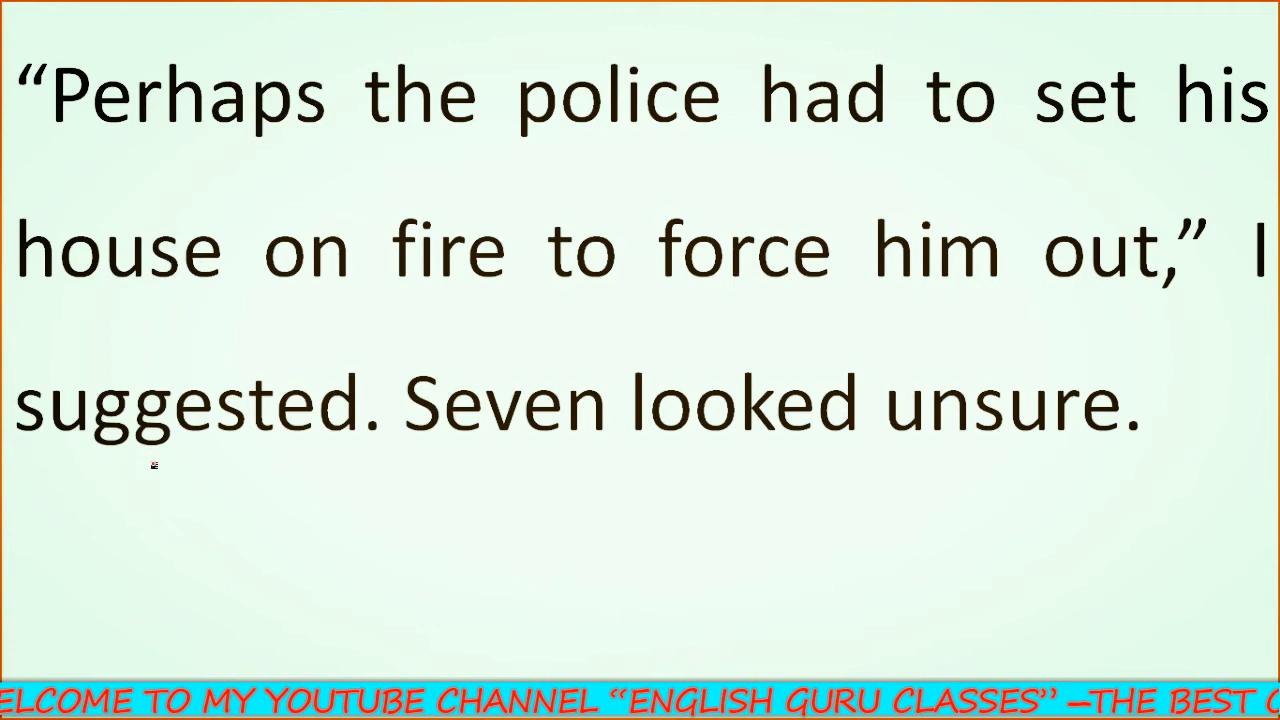 “Perhaps the police had to set his
house on fire to force him out,” I
suggested. Seven looked unsure.
ELCOME TO MY YOUTUBE CHANNEL “ENGLISH GURU CLASSES” –THE BEST